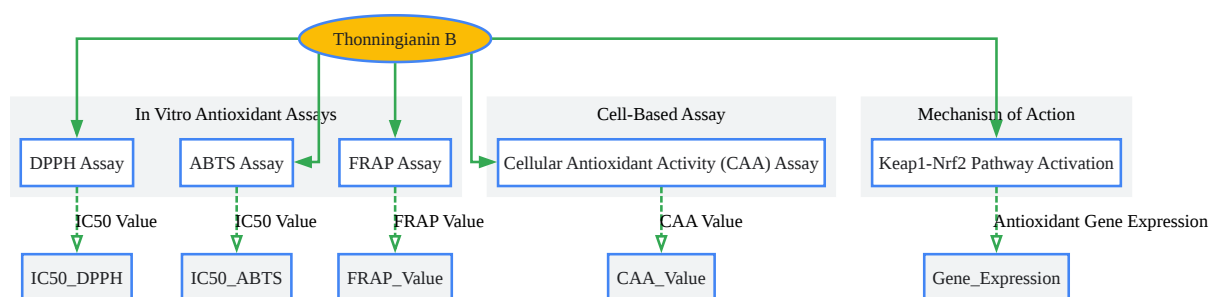 Thonningianin B
In Vitro Antioxidant Assays
Cell-Based Assay
Mechanism of Action
DPPH Assay
ABTS Assay
FRAP Assay
Cellular Antioxidant Activity (CAA) Assay
Keap1-Nrf2 Pathway Activation
IC50 Value
IC50 Value
FRAP Value
CAA Value
Antioxidant Gene Expression
IC50_DPPH
IC50_ABTS
FRAP_Value
CAA_Value
Gene_Expression